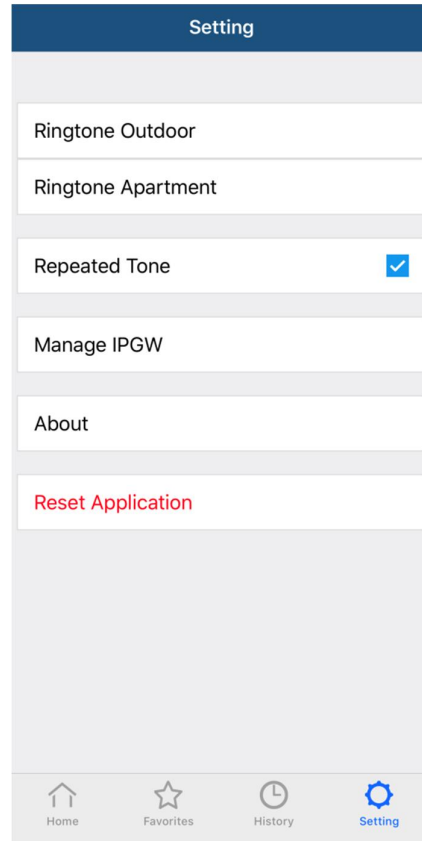 Setting
Ringtone Outdoor
Ringtone Apartment
Repeated Tone
Manage IPGW
About
Reset Application
Home
Favorites
History
Setting